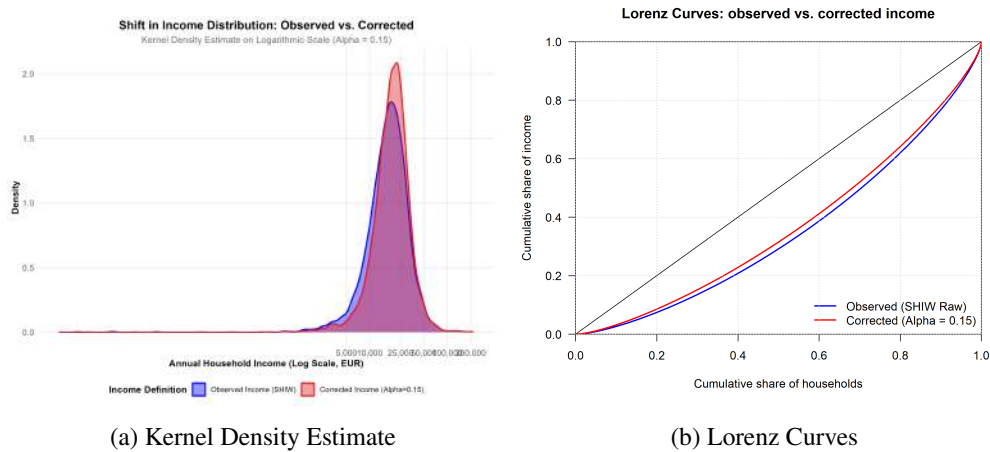 Shift in Income Distribution: Observed vs. Corrected
Kernel Density Estimate on Logarithmic Scale (Alpha = 0.15)
2.0
1.5
1.0
0.5
0.0
Density
5,000 10,000 25,000 50,000 100,000 200,000
Annual Household Income (Log Scale, EUR)
Income Definition Observed Income (SHIW) Corrected Income (Alpha=0.15)
(a) Kernel Density Estimate
Lorenz Curves: observed vs. corrected income
1.0
0.8
0.6
0.4
0.2
0.0
Cumulative share of income
Observed (SHIW Raw)
Corrected (Alpha = 0.15)
0.0 0.2 0.4 0.6 0.8 1.0
Cumulative share of households
(b) Lorenz Curves